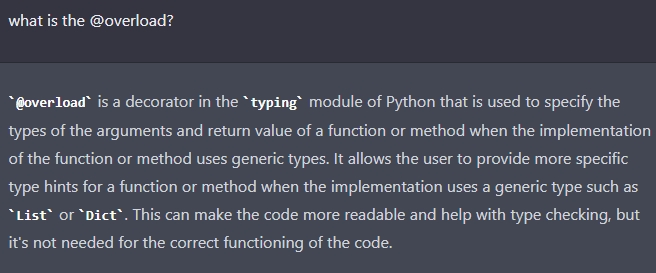 what is the @overload?
`@overload` is a decorator in the `typing` module of Python that is used to specify the
types of the arguments and return value of a function or method when the implementation
of the function or method uses generic types. It allows the user to provide more specific
type hints for a function or method when the implementation uses a generic type such as
`List` or `Dict`. This can make the code more readable and help with type checking, but
it's not needed for the correct functioning of the code.